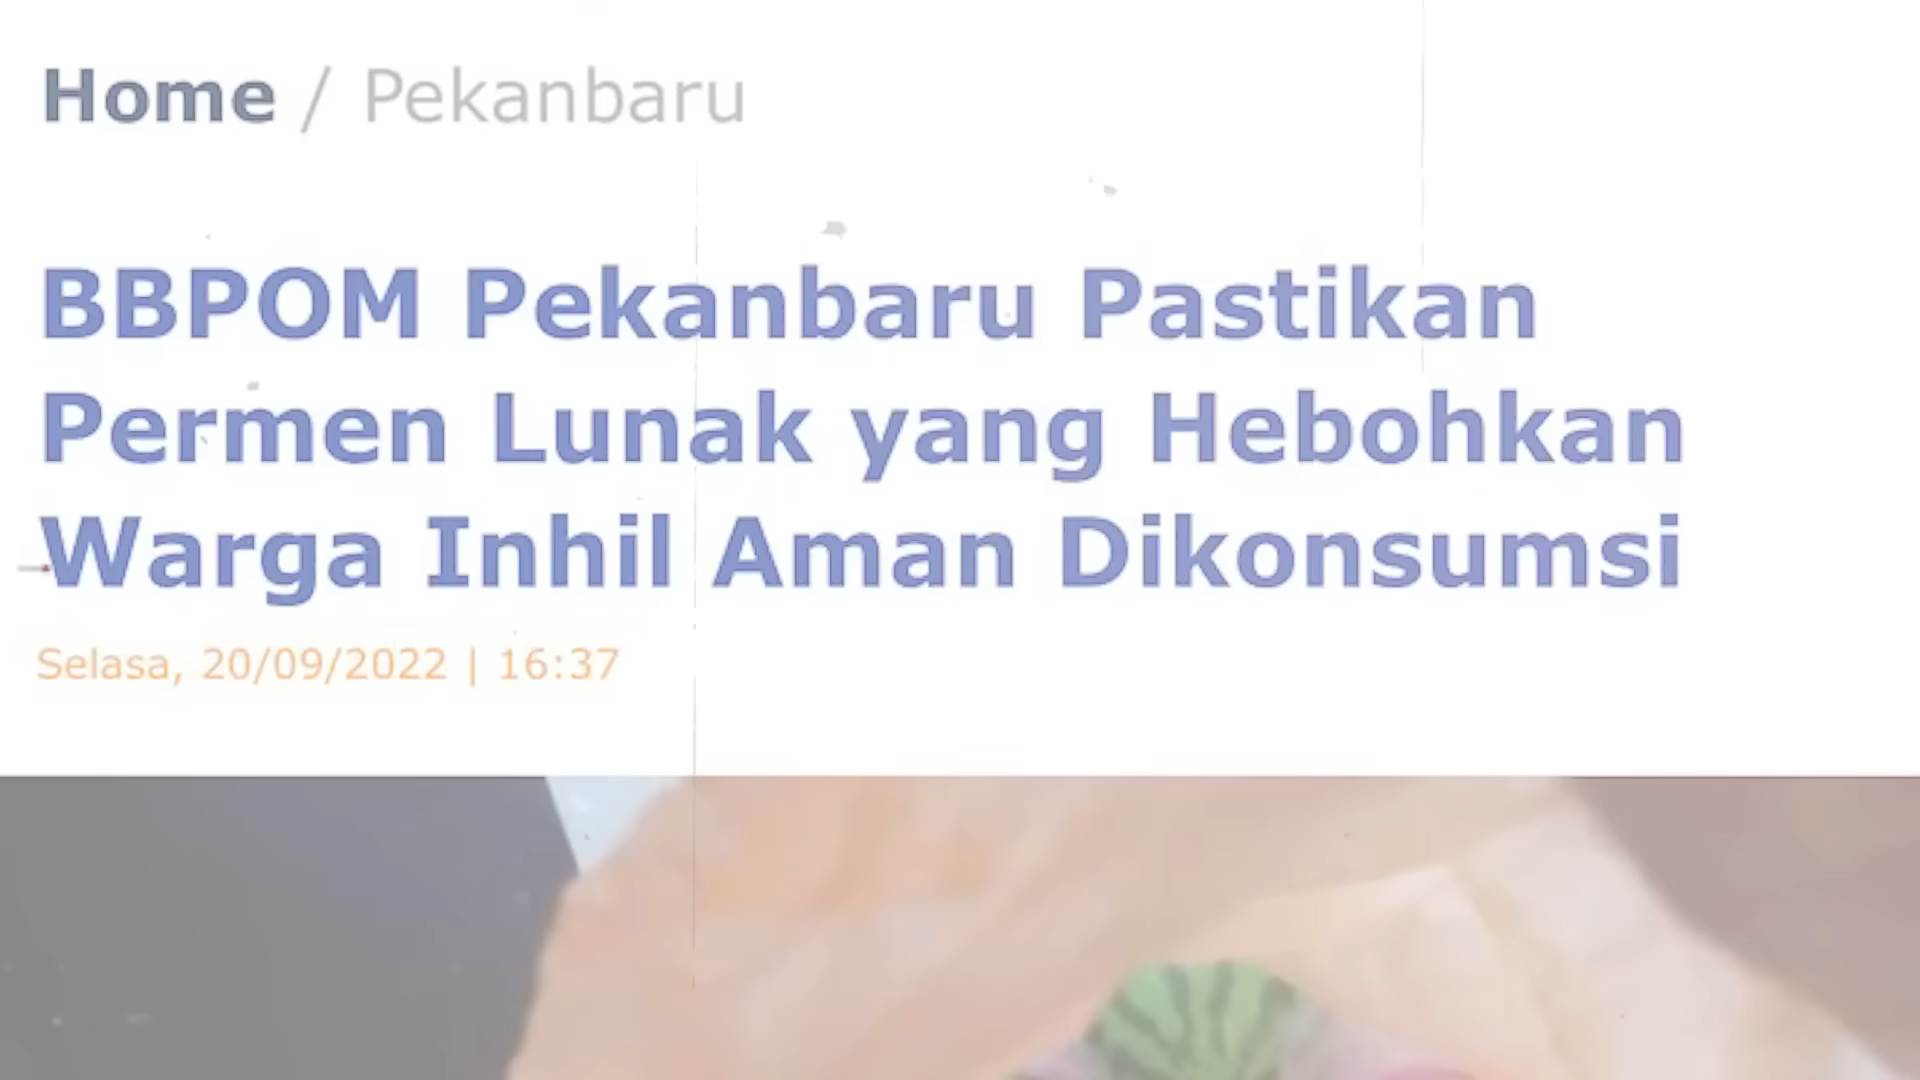 Home / Pekanbaru
BBPOM Pekanbaru Pastikan
Permen Lunak yang Hebohkan
Warga Inhil Aman Dikonsumsi
Selasa, 20/09/2022 | 16:37